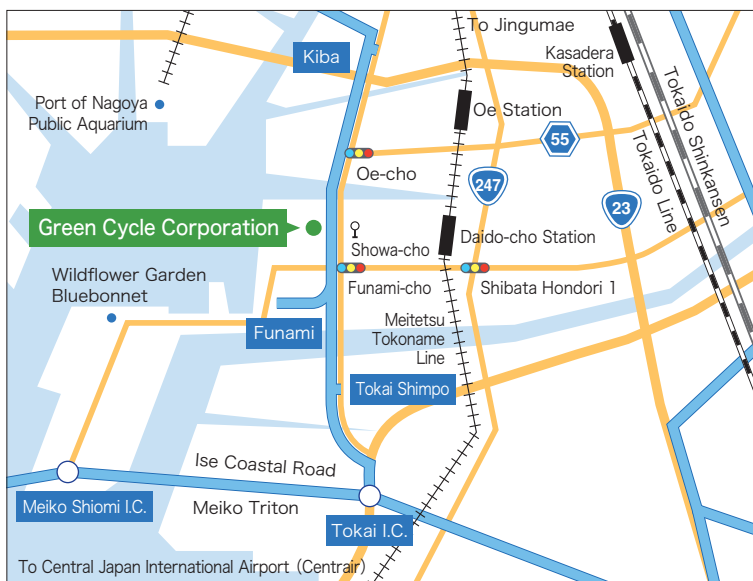 To Jingumae
Kiba
Kasadera
Station
Port of Nagoya
Public Aquarium
Oe Station
Tokaido Shinkansen
Tokaido Line
55
Oe-cho
247
23
Green Cycle Corporation
Showa-cho
Daido-cho Station
Wildflower Garden
Bluebonnet
Funami-cho
Shibata Hondori 1
Funami
Meitetsu
Tokoname
Line
Tokai Shimpo
Ise Coastal Road
Meiko Shiomi I.C.
Meiko Triton
Tokai I.C.
To Central Japan International Airport (Centrair)